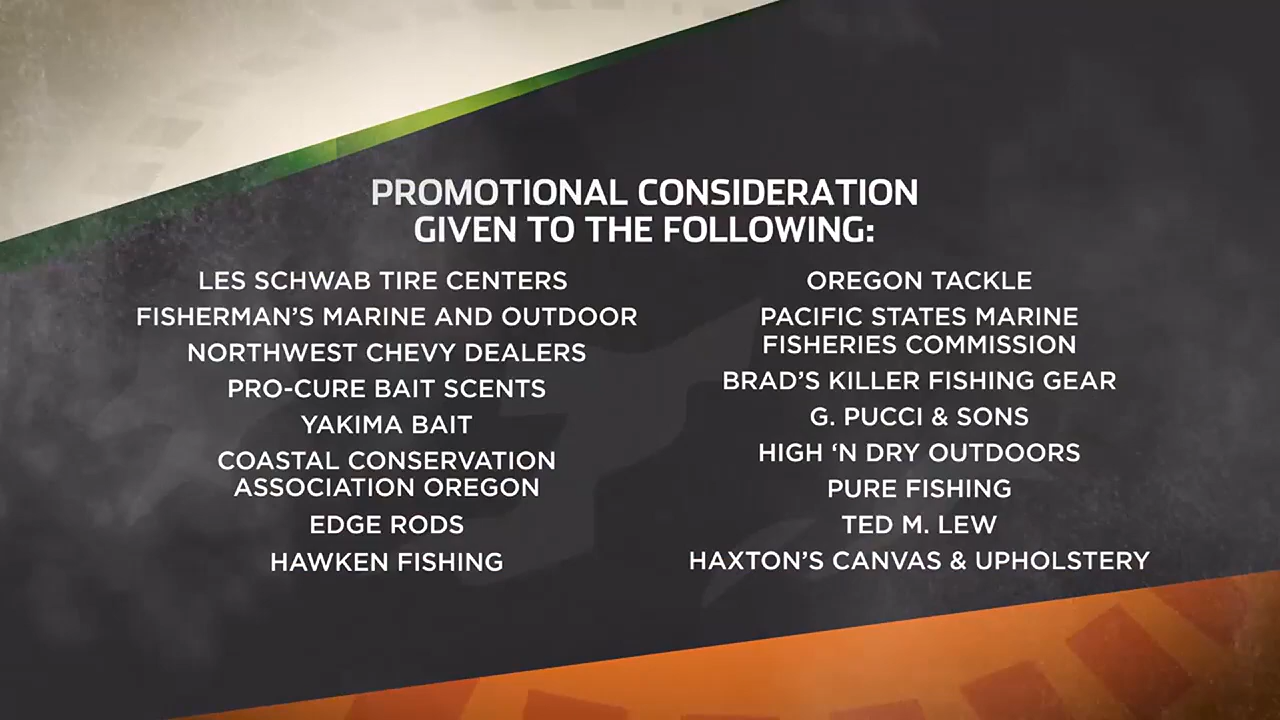 PROMOTIONAL CONSIDERATION
GIVEN TO THE FOLLOWING:
LES SCHWAB TIRE CENTERS
FISHERMAN'S MARINE AND OUTDOOR
NORTHWEST CHEVY DEALERS
PRO-CURE BAIT SCENTS
YAKIMA BAIT
COASTAL CONSERVATION
ASSOCIATION OREGON
EDGE RODS
HAWKEN FISHING
OREGON TACKLE
PACIFIC STATES MARINE
FISHERIES COMMISSION
BRAD'S KILLER FISHING GEAR
G. PUCCI & SONS
HIGH ‘N DRY OUTDOORS
PURE FISHING
TED M. LEW
HAXTON'S CANVAS & UPHOLSTERY